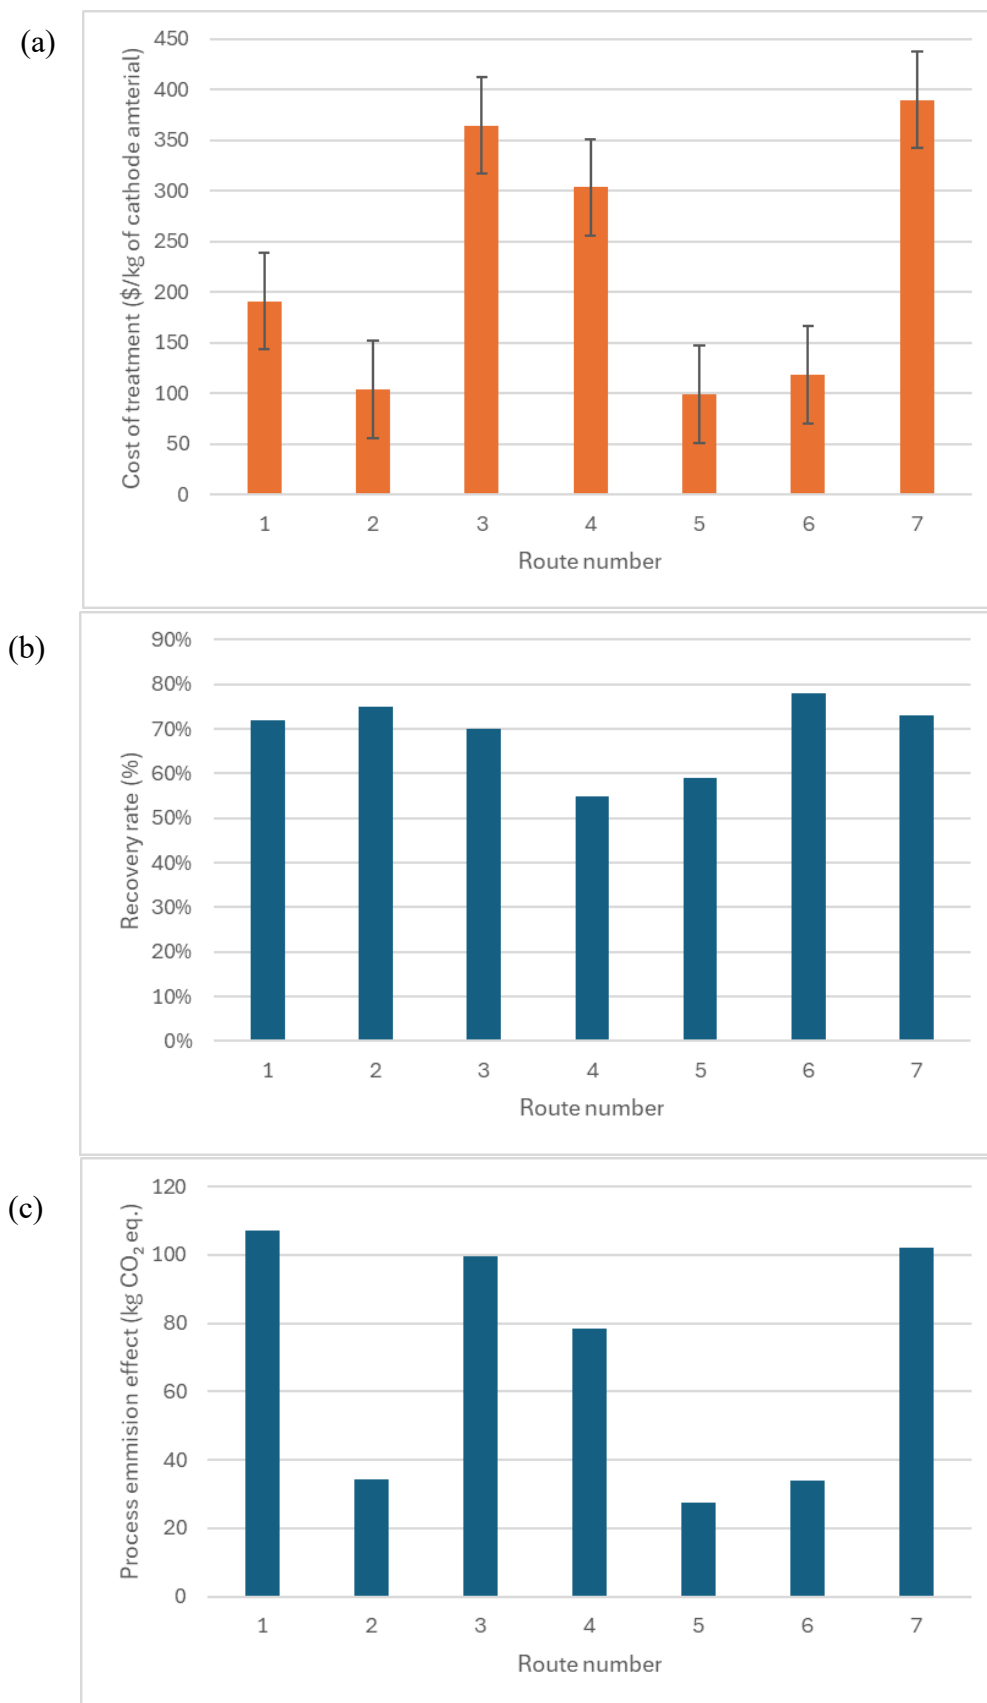 (a)
Cost of treatment ($/kg of cathode amterial)
450
400
350
300
250
200
150
100
50
0
1 2 3 4 5 6 7
Route number
(b)
Recovery rate (%)
90%
80%
70%
60%
50%
40%
30%
20%
10%
0%
1 2 3 4 5 6 7
Route number
(c)
Process emmision effect (kg CO₂ eq.)
120
100
80
60
40
20
0
1 2 3 4 5 6 7
Route number